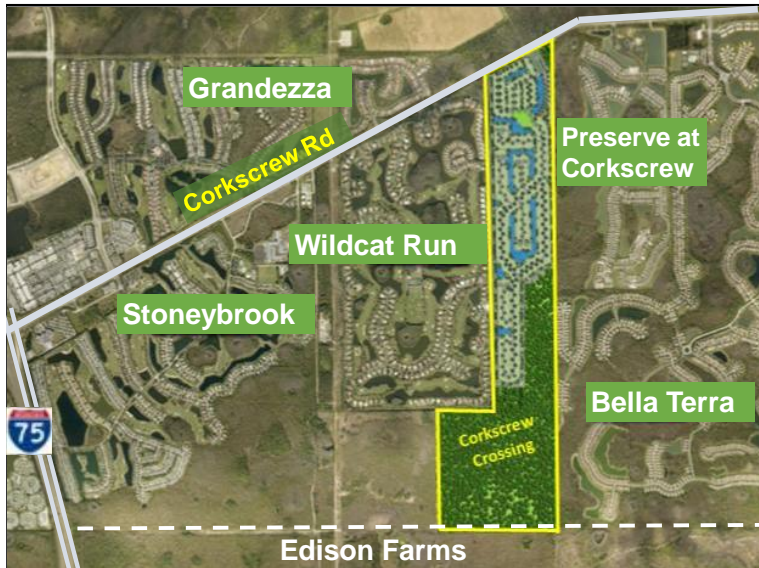 Grandezza
Corkscrew Rd
Preserve at
Corkscrew
Wildcat Run
Stoneybrook
Bella Terra
75
Corkscrew
Crossing
Edison Farms